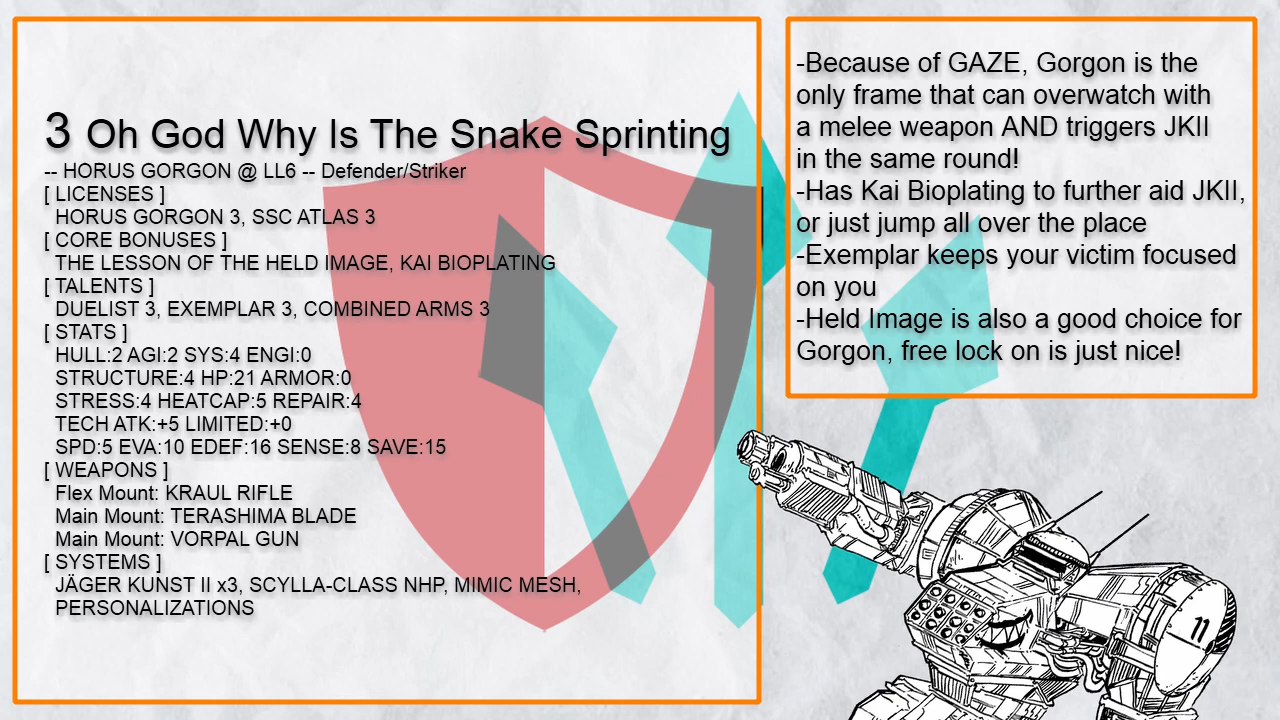 3 Oh God Why Is The Snake Sprinting
-- HORUS GORGON @ LL6 -- Defender/Striker
[ LICENSES ]
HORUS GORGON 3, SSC ATLAS 3
[ CORE BONUSES ]
THE LESSON OF THE HELD IMAGE, KAI BIOPLATING
[ TALENTS ]
DUELIST 3, EXEMPLAR 3, COMBINED ARMS 3
[ STATS ]
HULL:2 AGI:2 SYS:4 ENGI:0
STRUCTURE:4 HP:21 ARMOR:0
STRESS:4 HEATCAP:5 REPAIR:4
TECH ATK:+5 LIMITED:+0
SPD:5 EVA:10 EDEF:16 SENSE:8 SAVE:15
[ WEAPONS ]
Flex Mount: KRAUL RIFLE
Main Mount: TERASHIMA BLADE
Main Mount: VORPAL GUN
[ SYSTEMS ]
JÄGER KUNST II x3, SCYLLA-CLASS NHP, MIMIC MESH,
PERSONALIZATIONS
-Because of GAZE, Gorgon is the
only frame that can overwatch with
a melee weapon AND triggers JKII
in the same round!
-Has Kai Bioplating to further aid JKII,
or just jump all over the place
-Exemplar keeps your victim focused
on you
-Held Image is also a good choice for
Gorgon, free lock on is just nice!
11